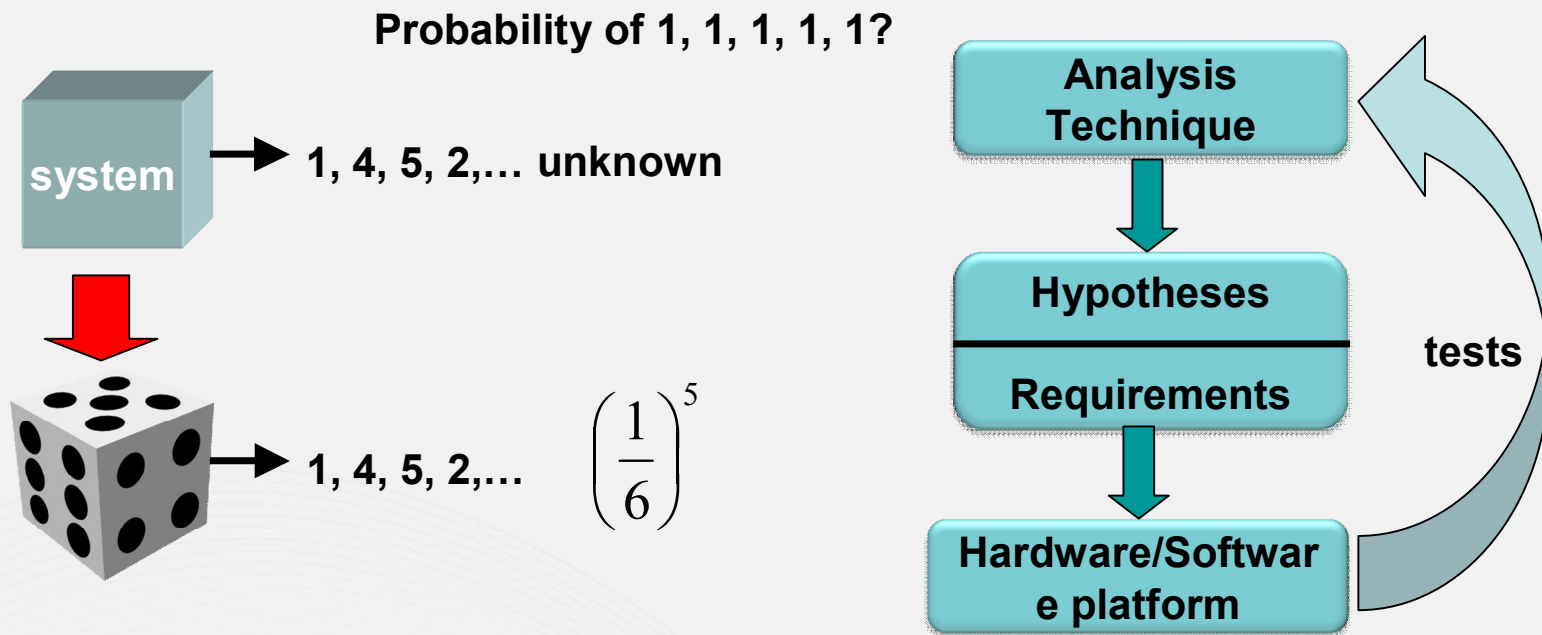 Probability of 1, 1, 1, 1, 1?
system
1, 4, 5, 2,... unknown
1, 4, 5, 2,...
(1/6)^5
Analysis
Technique
Hypotheses
Requirements
Hardware/Softwar
e platform
tests